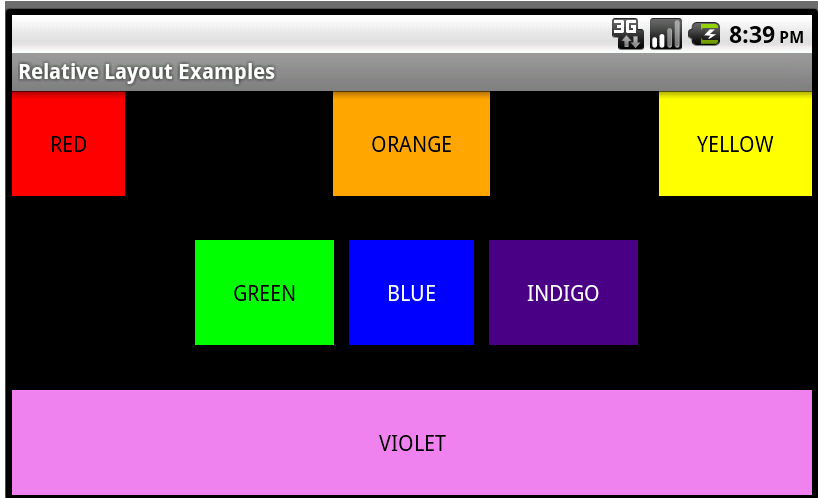 3G 8:39 PM
Relative Layout Examples
RED ORANGE YELLOW
GREEN BLUE INDIGO
VIOLET